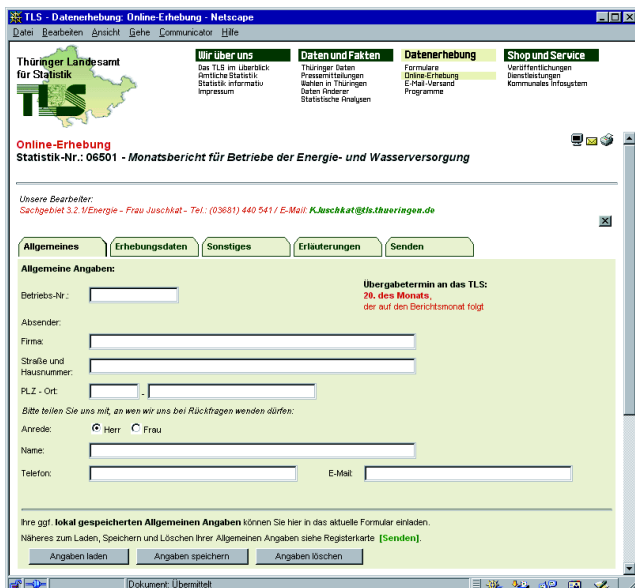 TLS - Datenerhebung: Online-Erhebung - Netscape
Datei Bearbeiten Ansicht Gehe Communicator Hilfe
Thüringer Landesamt
für Statistik
TLS
Wir über uns
Das TLS im Überblick
Amtliche Statistik
Statistik informativ
Impressum
Daten und Fakten
Thüringer Daten
Pressemitteilungen
Wahlen in Thüringen
Daten Anderer
Statistische Analysen
Datenerhebung
Formulare
Online-Erhebung
E-Mail-Versand
Programme
Shop und Service
Veröffentlichungen
Dienstleistungen
Kommunales Infosystem
Online-Erhebung
Statistik-Nr.: 06501 - Monatsbericht für Betriebe der Energie- und Wasserversorgung
Unsere Bearbeiter:
Sachgebiet 3.2.1/Energie - Frau Juschkat - Tel.: (03681) 440 541 / E-Mail: K.Juschkat@tls.thueringen.de
Allgemeines Erhebungsdaten Sonstiges Erläuterungen Senden
Allgemeine Angaben:
Übergabetermin an das TLS:
20. des Monats,
der auf den Berichtsmonat folgt
Betriebs-Nr.:
Absender:
Firma:
Straße und
Hausnummer:
PLZ - Ort: -
Bitte teilen Sie uns mit, an wen wir uns bei Rückfragen wenden dürfen:
Anrede: Herr Frau
Name:
Telefon: E-Mail:
Ihre ggf. lokal gespeicherten Allgemeinen Angaben können Sie hier in das aktuelle Formular einladen.
Näheres zum Laden, Speichern und Löschen Ihrer Allgemeinen Angaben siehe Registerkarte [Senden].
Angaben laden Angaben speichern Angaben löschen
Dokument: Übermittelt